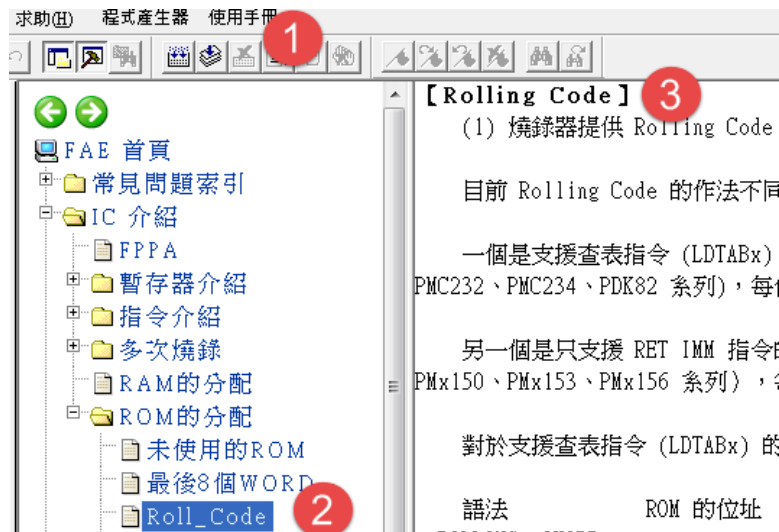 求助(H) 程式產生器 使用手冊
1
FAE 首頁
常見問題索引
IC 介紹
FPPA
暫存器介紹
指令介紹
多次燒錄
RAM的分配
ROM的分配
未使用的ROM
最後8個WORD
Roll_Code
2
【Rolling Code】
3
(1) 燒錄器提供 Rolling Code
目前 Rolling Code 的作法不同
一個是支援查表指令 (LDTABx)
PMC232、PMC234、PDK82 系列),每
另一個是只支援 RET IMM 指令
PMx150、PMx153、PMx156 系列),
對於支援查表指令 (LDTABx) 的
語法 ROM 的位址